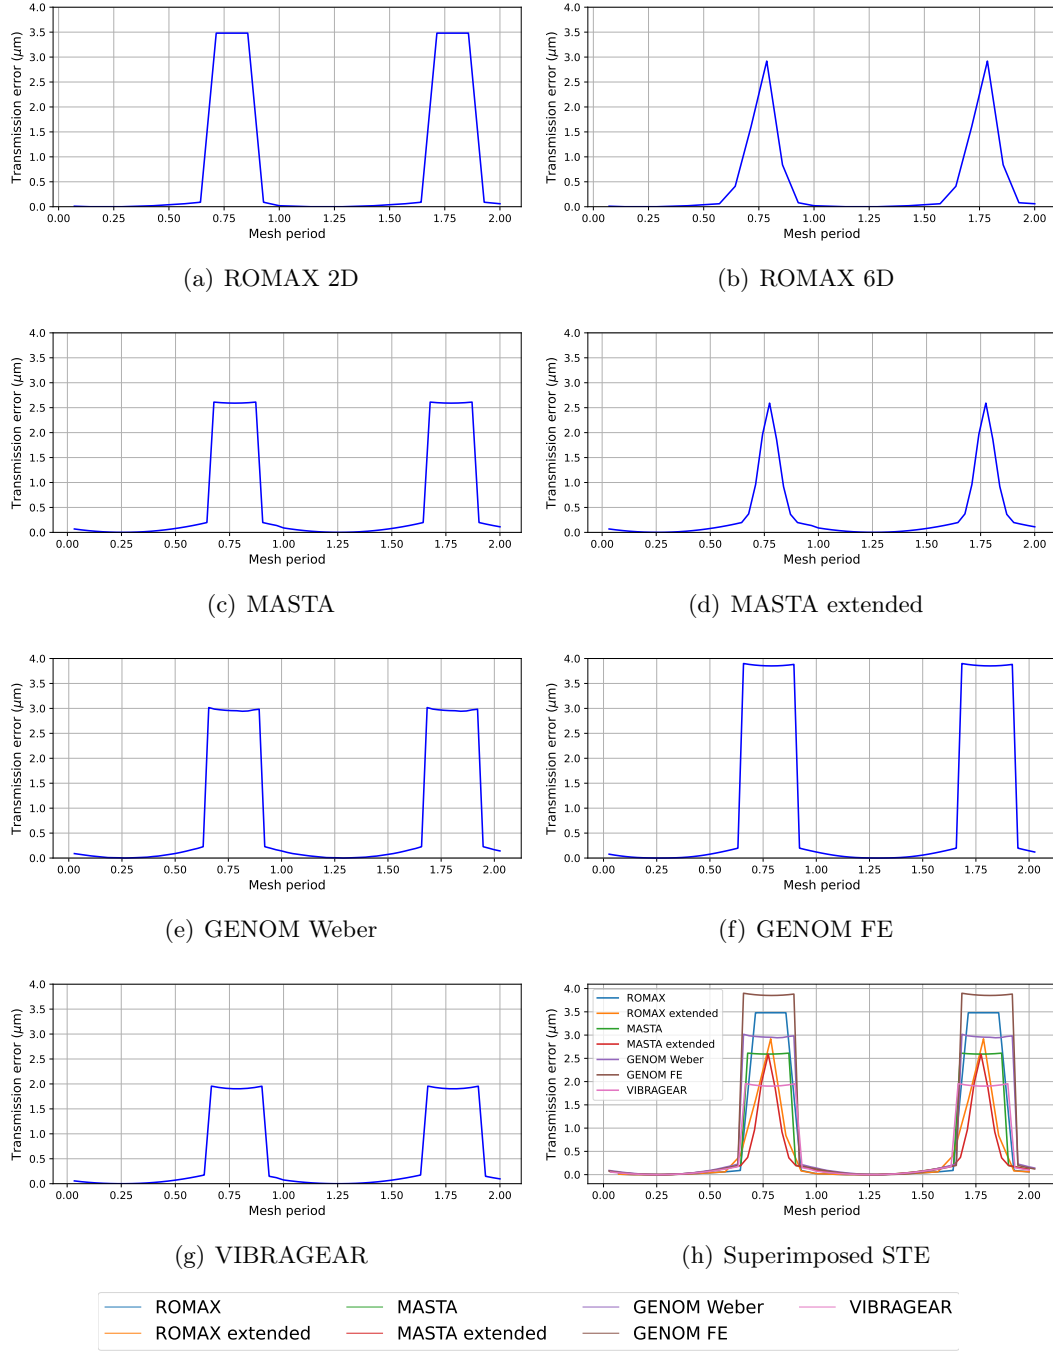 4.0
3.5
3.0
2.5
2.0
1.5
1.0
0.5
0.0
Transmission error (μm)
0.00 0.25 0.50 0.75 1.00 1.25 1.50 1.75 2.00
Mesh period
(a) ROMAX 2D
4.0
3.5
3.0
2.5
2.0
1.5
1.0
0.5
0.0
Transmission error (μm)
0.00 0.25 0.50 0.75 1.00 1.25 1.50 1.75 2.00
Mesh period
(b) ROMAX 6D
4.0
3.5
3.0
2.5
2.0
1.5
1.0
0.5
0.0
Transmission error (μm)
0.00 0.25 0.50 0.75 1.00 1.25 1.50 1.75 2.00
Mesh period
(c) MASTA
4.0
3.5
3.0
2.5
2.0
1.5
1.0
0.5
0.0
Transmission error (μm)
0.00 0.25 0.50 0.75 1.00 1.25 1.50 1.75 2.00
Mesh period
(d) MASTA extended
4.0
3.5
3.0
2.5
2.0
1.5
1.0
0.5
0.0
Transmission error (μm)
0.00 0.25 0.50 0.75 1.00 1.25 1.50 1.75 2.00
Mesh period
(e) GENOM Weber
4.0
3.5
3.0
2.5
2.0
1.5
1.0
0.5
0.0
Transmission error (μm)
0.00 0.25 0.50 0.75 1.00 1.25 1.50 1.75 2.00
Mesh period
(f) GENOM FE
4.0
3.5
3.0
2.5
2.0
1.5
1.0
0.5
0.0
Transmission error (μm)
0.00 0.25 0.50 0.75 1.00 1.25 1.50 1.75 2.00
Mesh period
(g) VIBRAGEAR
4.0
3.5
3.0
2.5
2.0
1.5
1.0
0.5
0.0
Transmission error (μm)
ROMAX
ROMAX extended
MASTA
MASTA extended
GENOM Weber
GENOM FE
VIBRAGEAR
0.00 0.25 0.50 0.75 1.00 1.25 1.50 1.75 2.00
Mesh period
(h) Superimposed STE
ROMAX MASTA GENOM Weber VIBRAGEAR
ROMAX extended MASTA extended GENOM FE